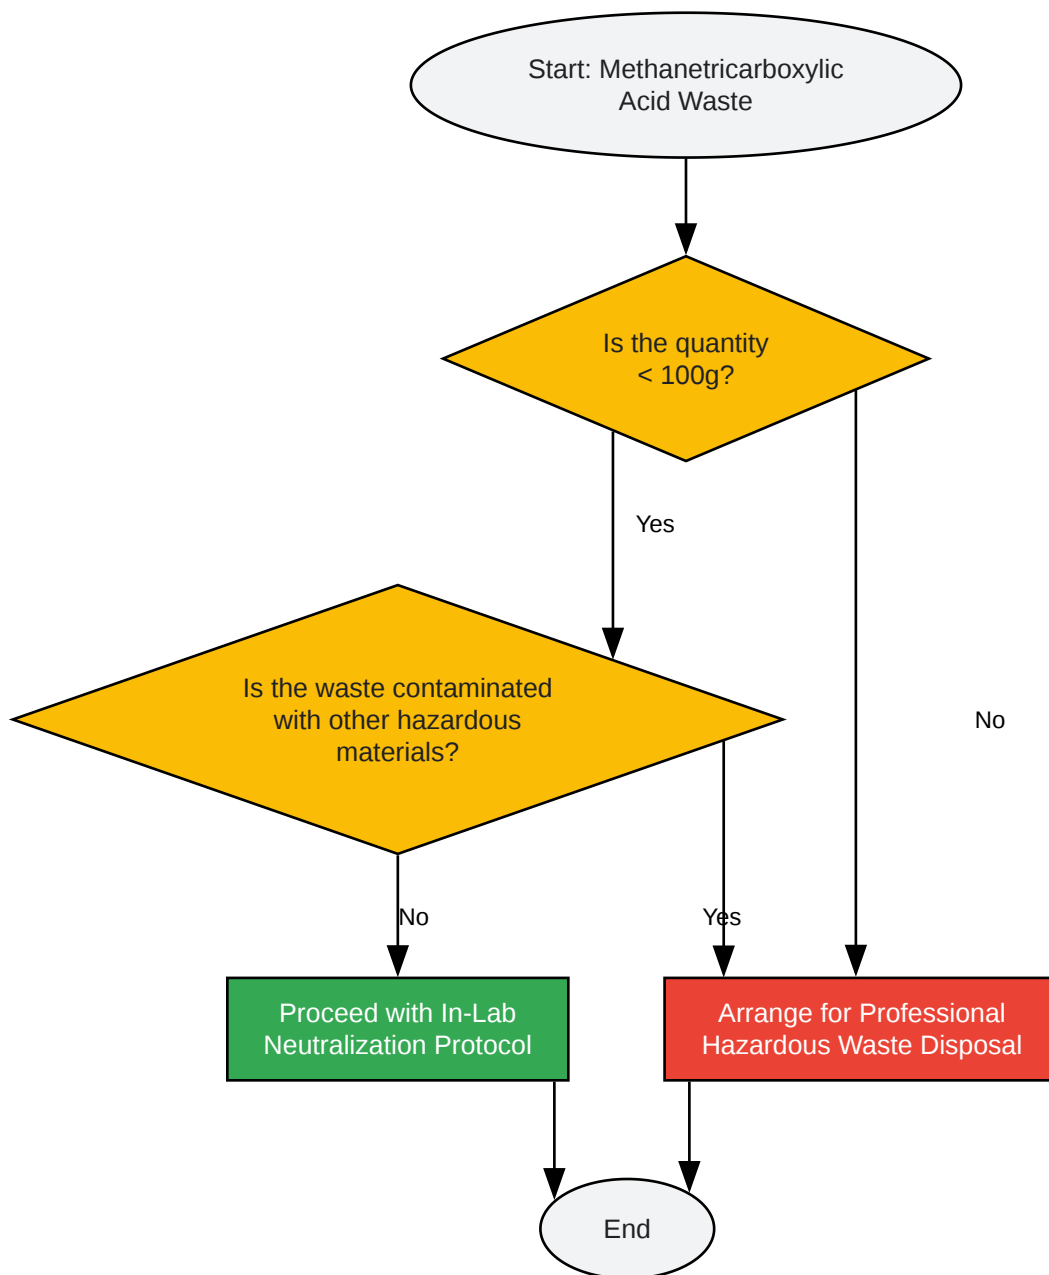 Start: Methanetricarboxylic
Acid Waste
Is the quantity
< 100g?
Yes
Is the waste contaminated
with other hazardous
materials?
No
No
Yes
Proceed with In-Lab
Neutralization Protocol
Arrange for Professional
Hazardous Waste Disposal
End